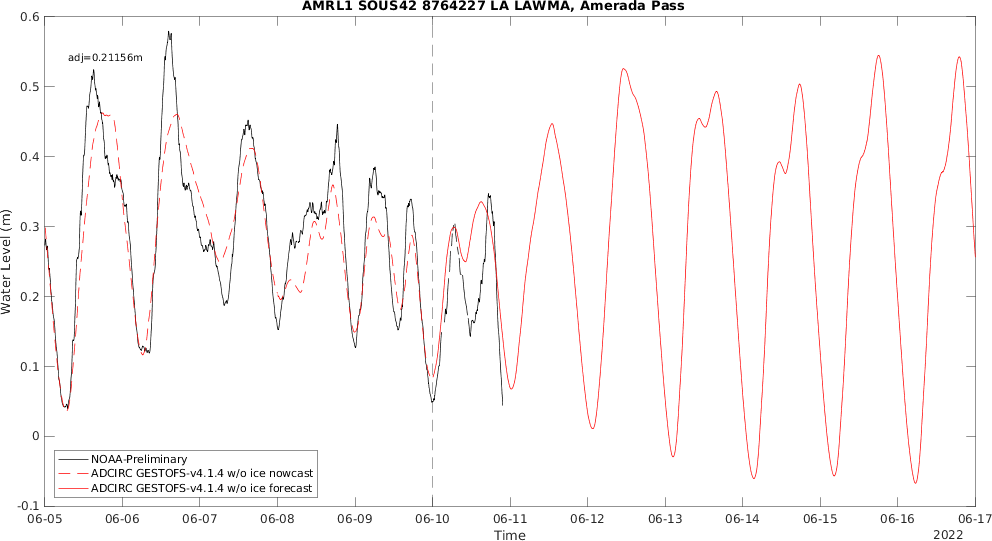 AMRL1 SOUS42 8764227 LA LAWMA, Amerada Pass
adj=0.21156m
Water Level (m)
0.6
0.5
0.4
0.3
0.2
0.1
0
-0.1
NOAA-Preliminary
ADCIRC GESTOFS-v4.1.4 w/o ice nowcast
ADCIRC GESTOFS-v4.1.4 w/o ice forecast
06-05 06-06 06-07 06-08 06-09 06-10 06-11 06-12 06-13 06-14 06-15 06-16 06-17
Time
2022